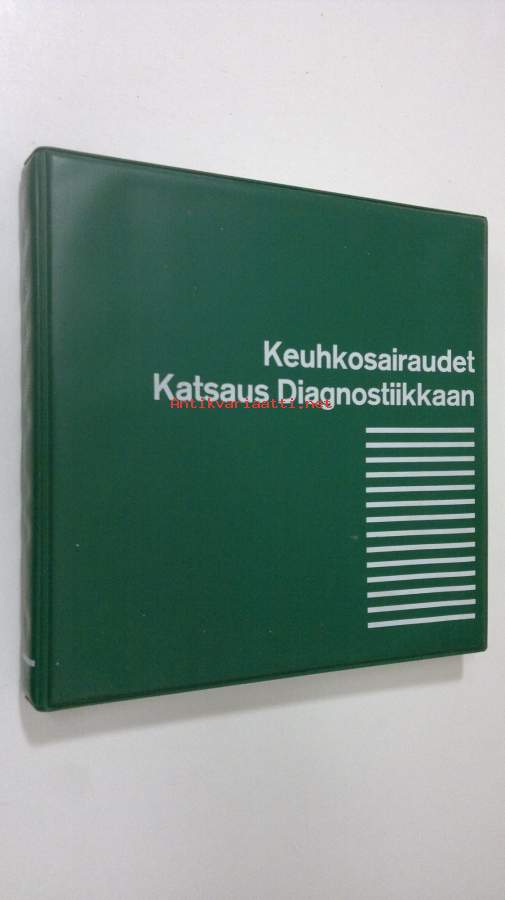 Keuhkosairaudet
Katsaus Diagnostiikkaan
Antikvariaatti.net